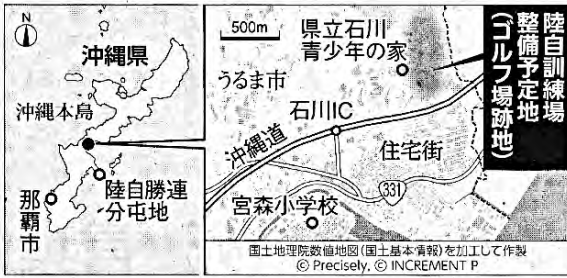 N
沖縄県
沖縄本島
那覇市
陸自勝連
分屯地
500m
県立石川
青少年の家
うるま市
石川IC
沖縄道
住宅街
331
宮森小学校
陸自訓練場
整備予定地
(ゴルフ場跡地)
国土地理院数値地図(国土基本情報)を加工して作製
© Precisely, © INCREMENT P